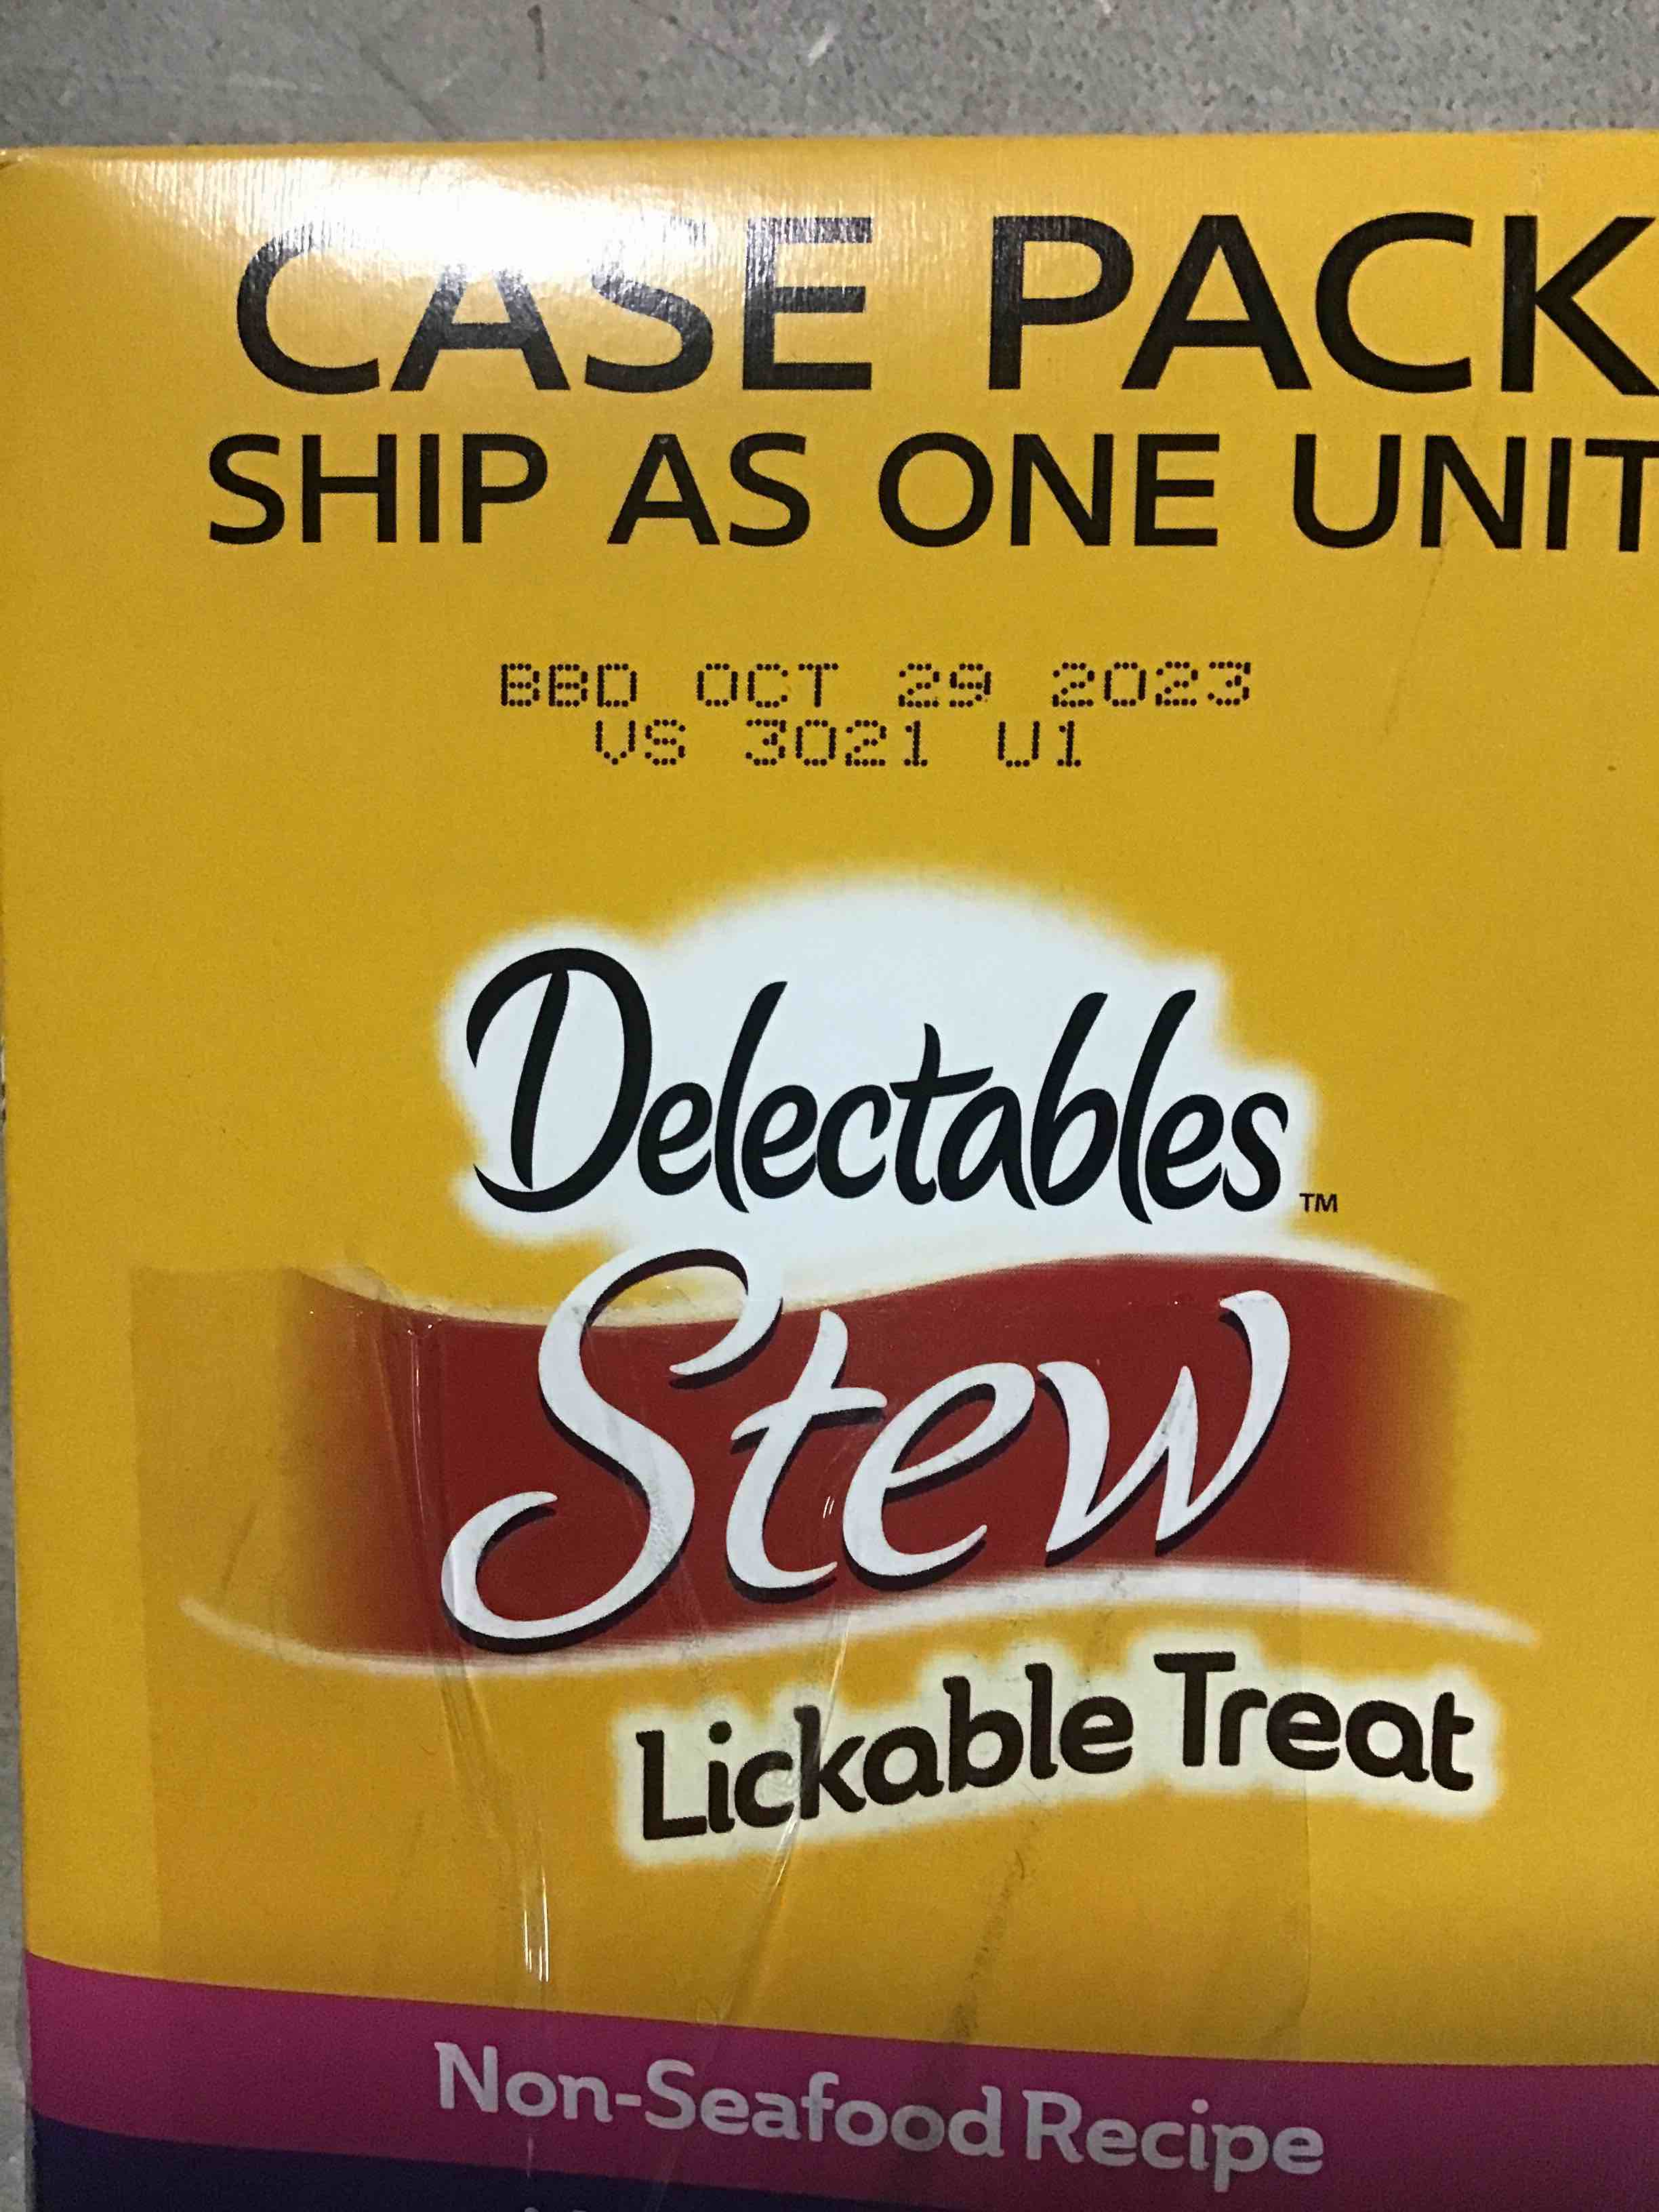 CASE PACK
SHIP AS ONE UNIT
BBD OCT 29 2023
VS 3021 U1
Delectables™
Stew
Lickable Treat
Non-Seafood Recipe